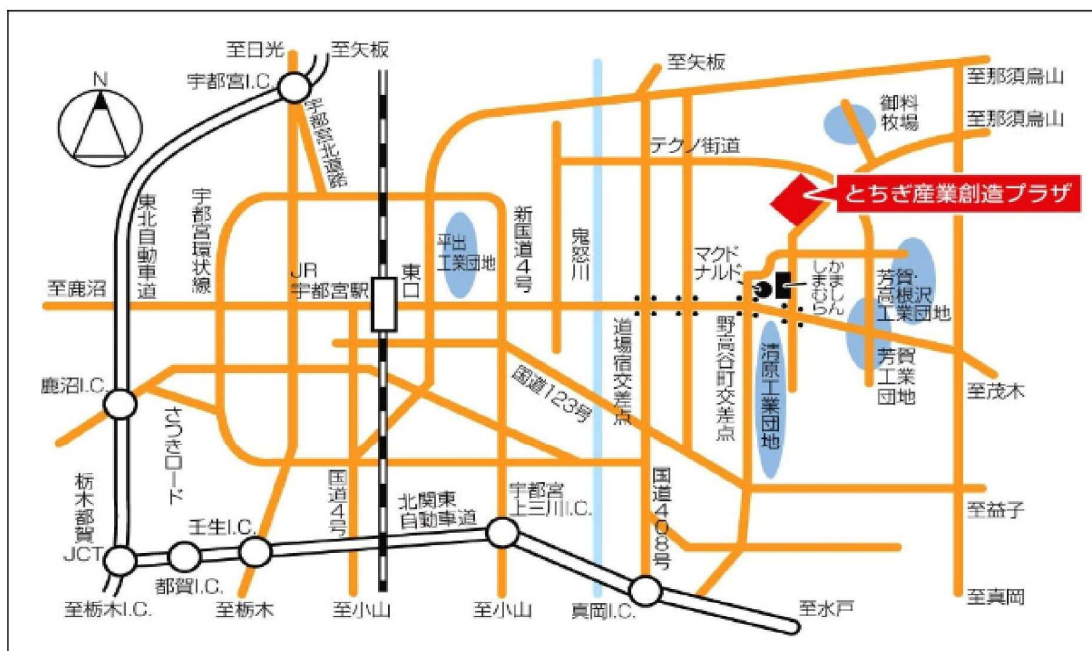 至日光
至矢板
至矢板
宇都宮I.C.
N
宇都宮北道路
御料
牧場
至那須烏山
至那須烏山
テクノ街道
とちぎ産業創造プラザ
東北自動車道
宇都宮環状線
新国道4号
鬼怒川
平出
工業団地
JR
宇都宮駅
東口
マクド
ナルド
かましん
しまむら
芳賀・
高根沢
工業団地
至鹿沼
道場宿交差点
野高谷町交差点
清原工業団地
芳賀
工業
団地
至茂木
鹿沼I.C.
さつきロード
国道123号
栃木都賀
JCT
壬生I.C.
都賀I.C.
国道4号
北関東
自動車道
宇都宮
上三川I.C.
国道408号
至益子
至栃木I.C.
至栃木
至小山
至小山
真岡I.C.
至水戸
至真岡